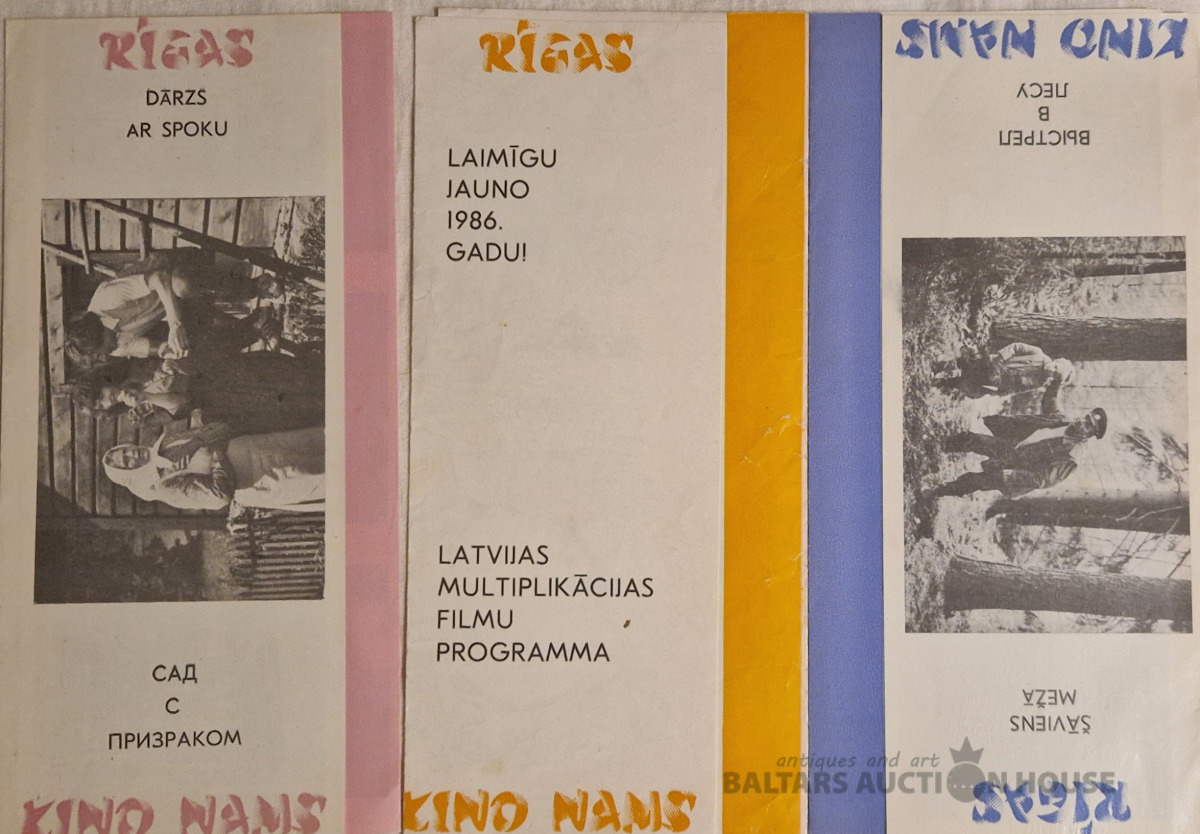 RĪGAS
DĀRZS
AR SPOKU
САД
С
ПРИЗРАКОМ
KINO NAMS
RĪGAS
LAIMĪGU
JAUNO
1986.
GADU!
LATVIJAS
MULTIPLIKĀCIJAS
FILMU
PROGRAMMA
KINO NAMS
RĪGAS
ŠĀVIENS
MEŽĀ
ВЫСТРЕЛ
В
ЛЕСУ
KINO NAMS
antiques and art
BALTARS AUCTION HOUSE